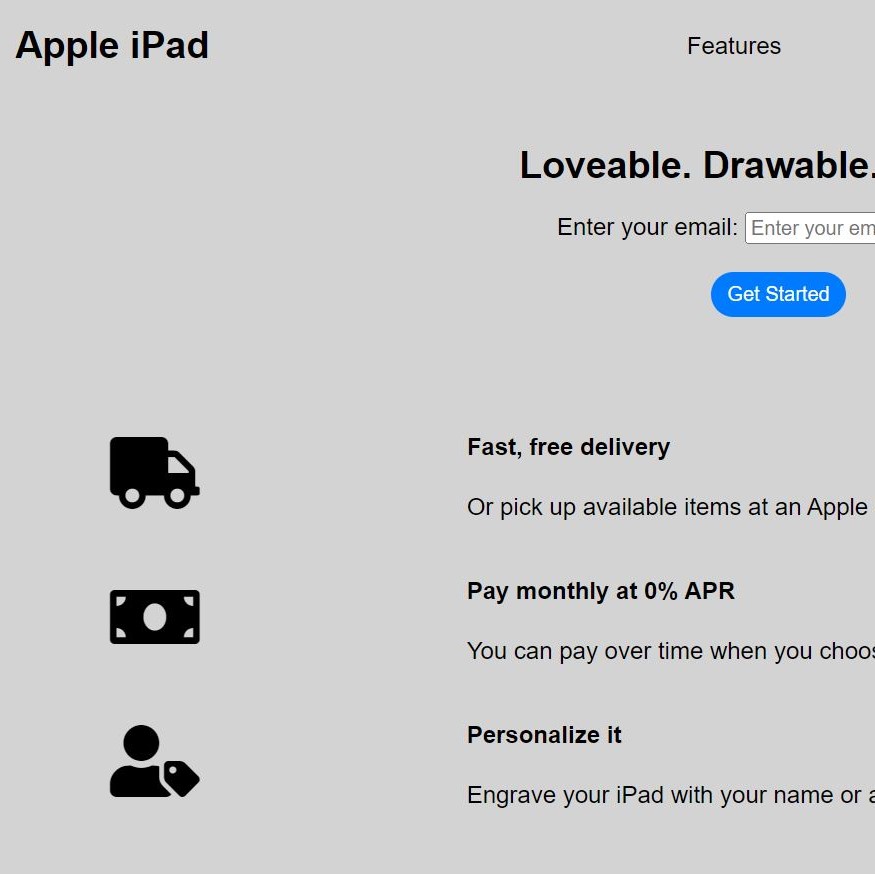 Apple iPad
Features
Loveable. Drawable.
Enter your email:
Enter your em
Get Started
Fast, free delivery
Or pick up available items at an Apple
Pay monthly at 0% APR
You can pay over time when you choos
Personalize it
Engrave your iPad with your name or a